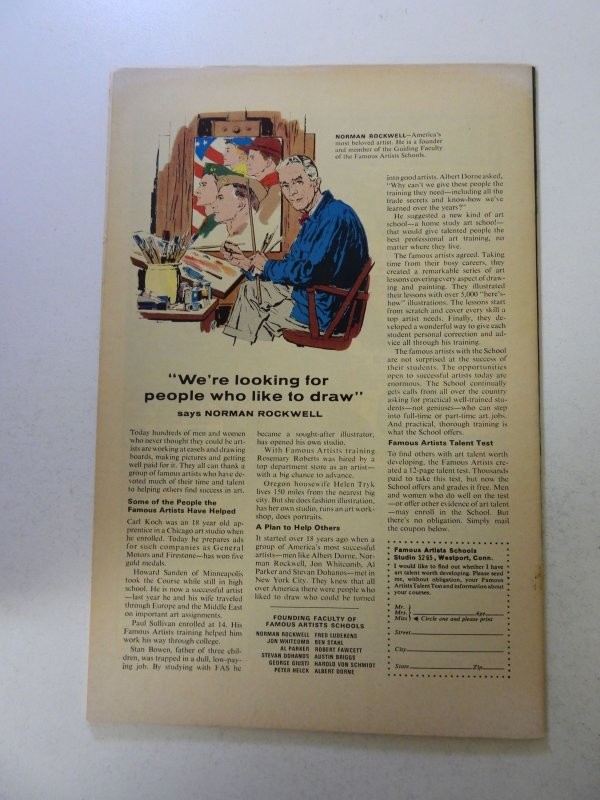 NORMAN ROCKWELL—America's
most beloved artist. He is a founder
and member of the Guiding Faculty
of the Famous Artists Schools.
"We're looking for
people who like to draw"
says NORMAN ROCKWELL
Today hundreds of men and women
who never thought they could be art-
ists are working at easels and drawing
boards, making pictures and getting
well paid for it. They all can thank a
group of famous artists who have de-
voted much of their time and talent
to helping others find success in art.
Some of the People the
Famous Artists Have Helped
Carl Koch was an 18 year old ap-
prentice in a Chicago art studio when
he enrolled. Today he prepares ads
for such companies as General
Motors and Firestone—has won five
gold medals.
Howard Sanden of Minneapolis
took the Course while still in high
school. He is now a successful artist
—last year he and his wife traveled
through Europe and the Middle East
on important art assignments.
Paul Sullivan enrolled at 14. His
Famous Artists training helped him
work his way through college.
Stan Bowen, father of three chil-
dren, was trapped in a dull, low-pay-
ing job. By studying with FAS he
became a sought-after illustrator,
has opened his own studio.
With Famous Artists training
Rosemary Roberts was hired by a
top department store as an artist—
with a big chance to advance.
Oregon housewife Helen Tryk
lives 150 miles from the nearest big
city. But she does fashion illustration,
has her own studio, runs an art work-
shop, does portraits.
A Plan to Help Others
It started over 18 years ago when a
group of America's most successful
artists—men like Albert Dorne, Nor-
man Rockwell, Jon Whitcomb, Al
Parker and Stevan Dohanos—met in
New York City. They knew that all
over America there were people who
liked to draw who could be turned
FOUNDING FACULTY OF
FAMOUS ARTISTS SCHOOLS
NORMAN ROCKWELL FRED LUDEKENS
JON WHITCOMB BEN STAHL
AL PARKER ROBERT FAWCETT
STEVAN DOHANOS AUSTIN BRIGGS
GEORGE GIUSTI HAROLD VON SCHMIDT
PETER HELCK ALBERT DORNE
into good artists. Albert Dorne asked,
"Why can't we give these people the
training they need—including all the
trade secrets and know-how we've
learned over the years?"
He suggested a new kind of art
school—a home study art school—
that would give talented people the
best professional art training, no
matter where they live.
The famous artists agreed. Taking
time from their busy careers, they
created a remarkable series of art
lessons covering every aspect of draw-
ing and painting. They illustrated
their lessons with over 5,000 "here's-
how" illustrations. The lessons start
from scratch and cover every skill a
top artist needs. Finally, they de-
veloped a wonderful way to give each
student personal correction and ad-
vice all through his training.
The famous artists with the School
are not surprised at the success of
their students. The opportunities
open to successful artists today are
enormous. The School continually
gets calls from all over the country
asking for practical well-trained stu-
dents—not geniuses—who can step
into full-time or part-time art jobs.
And practical, thorough training is
what the School offers.
Famous Artists Talent Test
To find others with art talent worth
developing, the Famous Artists cre-
ated a 12-page talent test. Thousands
paid to take this test, but now the
School offers and grades it free. Men
and women who do well on the test
—or offer other evidence of art talent
—may enroll in the School. But
there's no obligation. Simply mail
the coupon below.
Famous Artists Schools
Studio 5265, Westport, Conn.
I would like to find out whether I have
art talent worth developing. Please send
me, without obligation, your Famous
Artists Talent Test and information about
your courses.
Mr.
Mrs. Age
Miss Circle one and please print
Street
City
State Zip